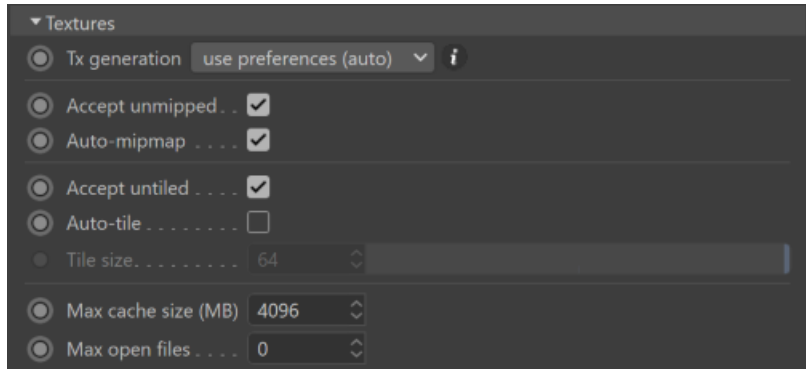 Textures
Tx generation use preferences (auto) i
Accept unmipped . .
Auto-mipmap . . . .
Accept untiled . . . .
Auto-tile . . . . . . . .
Tile size. . . . . . . . . 64
Max cache size (MB) 4096
Max open files . . . . 0